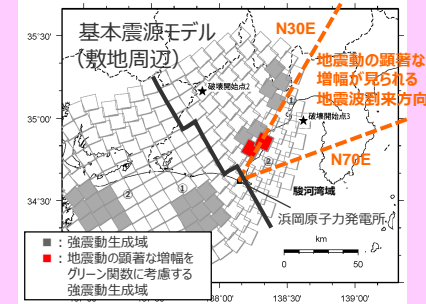 基本震源モデル
(敷地周辺)
N30E
地震動の顕著な
増幅が見られる
地震波到来方向
N70E
35°30'
35°00'
34°30'
★破壊開始点2
①
★破壊開始点3
②
駿河湾域
①
②
浜岡原子力発電所
km
0
50
138°00'
138°30'
139°00'
■：強震動生成域
■：地震動の顕著な増幅を
グリーン関数に考慮する
強震動生成域